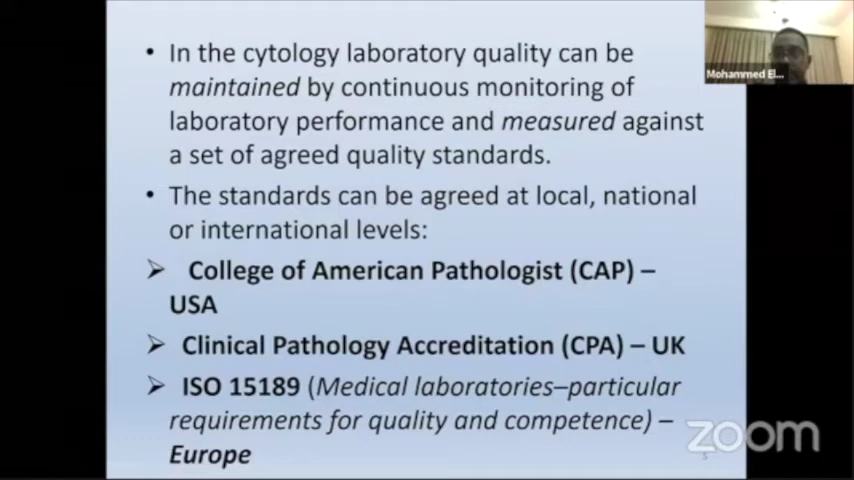 • In the cytology laboratory quality can be
maintained by continuous monitoring of
laboratory performance and measured against
a set of agreed quality standards.
• The standards can be agreed at local, national
or international levels:
➢ College of American Pathologist (CAP) –
USA
➢ Clinical Pathology Accreditation (CPA) – UK
➢ ISO 15189 (Medical laboratories–particular
requirements for quality and competence) –
Europe
Mohammed El...
zoom
5